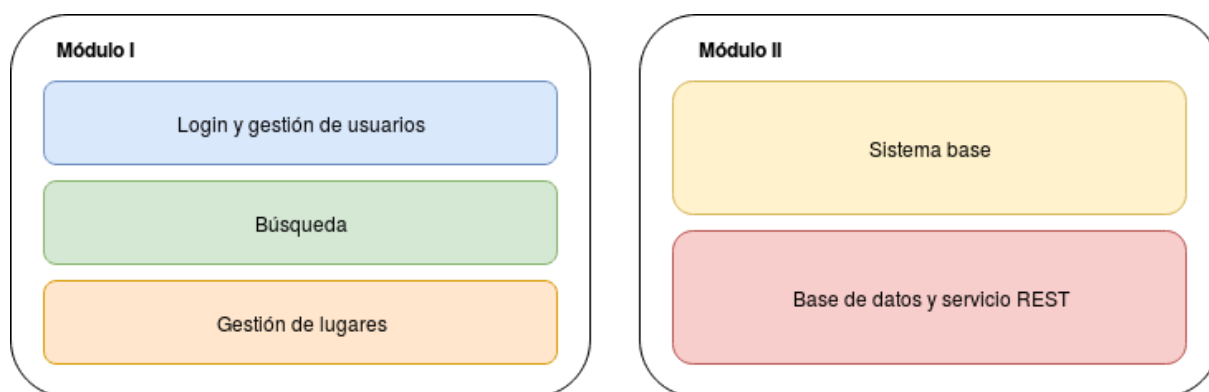 Módulo I
Login y gestión de usuarios
Búsqueda
Gestión de lugares
Módulo II
Sistema base
Base de datos y servicio REST